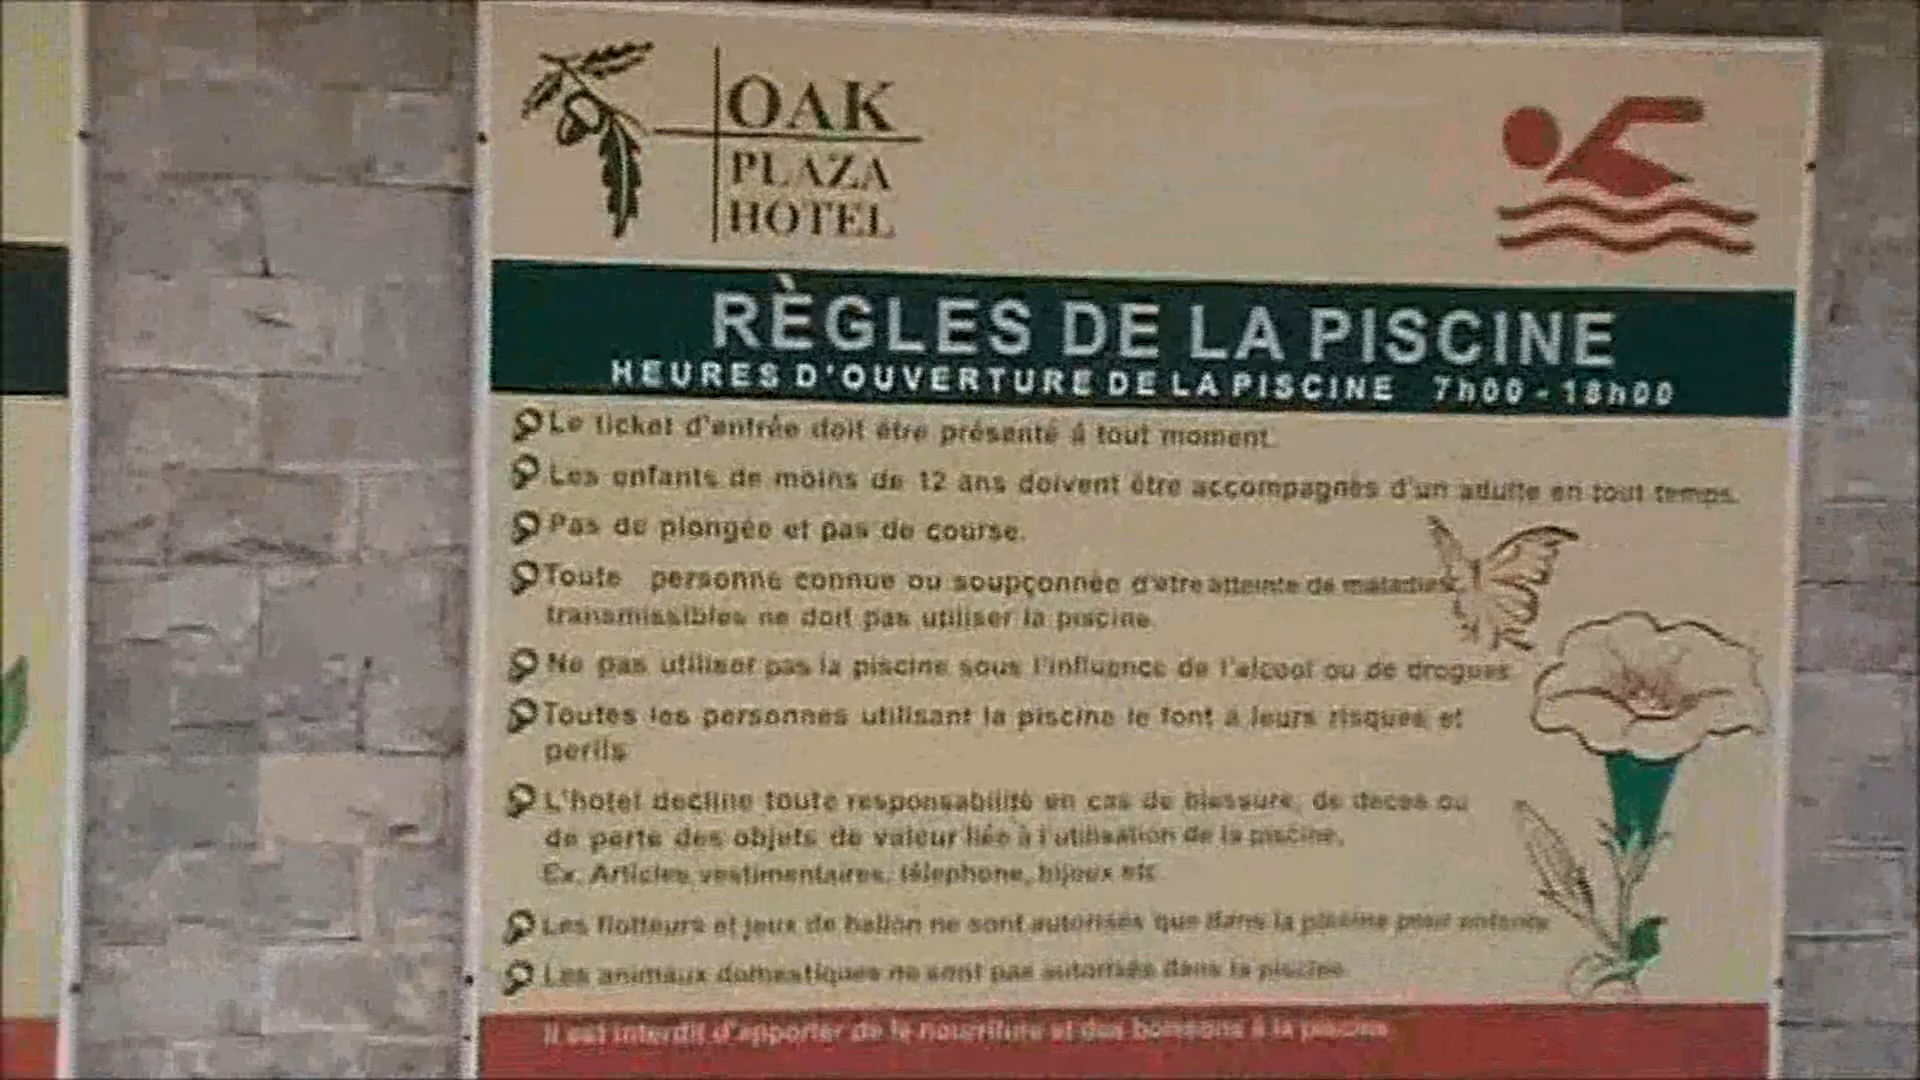 OAK
PLAZA
HOTEL
RÈGLES DE LA PISCINE
HEURES D'OUVERTURE DE LA PISCINE 7h00 - 18h00
Le ticket d'entrée doit être présenté à tout moment.
Les enfants de moins de 12 ans doivent être accompagnés d'un adulte en tout temps.
Pas de plongée et pas de course.
Toute personne connue ou soupçonnée d'etre atteinte de maladies
transmissibles ne doit pas utiliser la piscine.
Ne pas utiliser pas la piscine sous l'influence de l'alcool ou de drogues
Toutes les personnes utilisant la piscine le font a leurs risques et
perils
L'hotel decline toute responsabilité en cas de blessure, de deces ou
de perte des objets de valeur liée à l'utilisation de la piscine.
Ex. Articles vestimentaires, télephone, bijoux etc
Les flotteurs et jeux de ballon ne sont autorisés que dans la piscine pour enfants
Les animaux domestiques ne sont pas autorisés dans la piscine
Il est interdit d'apporter de la nourriture et des boissons à la piscine